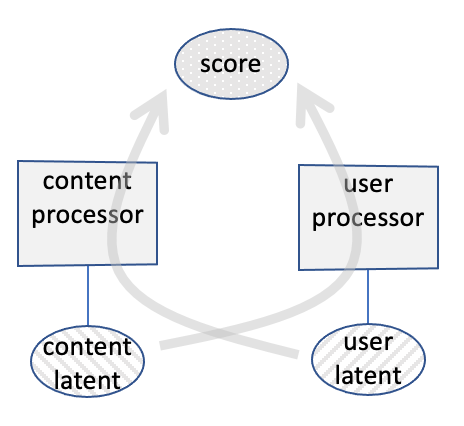 score
content
processor
user
processor
content
latent
user
latent